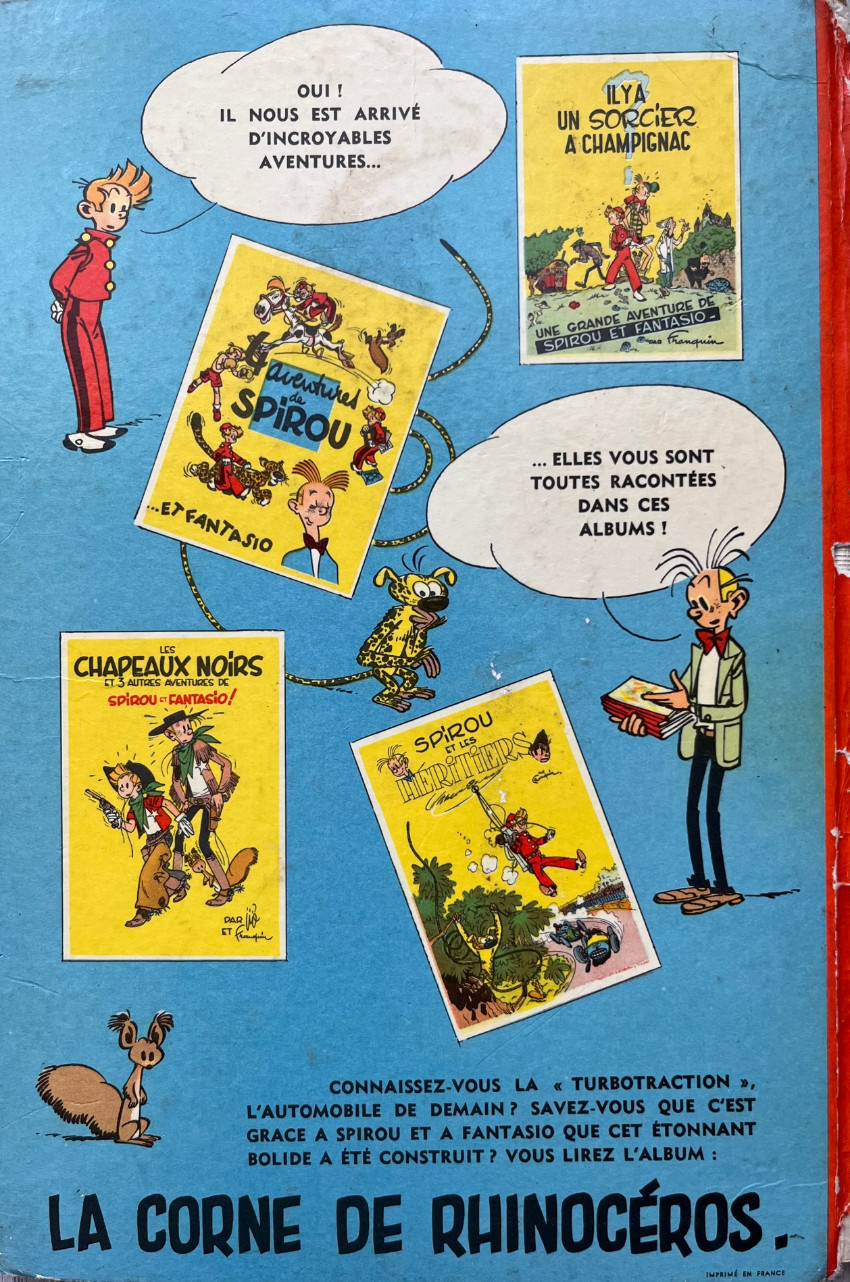 OUI !
IL NOUS EST ARRIVÉ
D'INCROYABLES
AVENTURES...
IL Y A
UN SORCIER
A CHAMPIGNAC
UNE GRANDE AVENTURE DE
SPIROU ET FANTASIO -
PAR Franquin
4 aventures
de
SPIROU
...ET FANTASIO
... ELLES VOUS SONT
TOUTES RACONTÉES
DANS CES
ALBUMS !
LES
CHAPEAUX NOIRS
ET 3 AUTRES AVENTURES DE
SPIROU ET FANTASIO!
PAR Jijé
ET Franquin
SPIROU
ET LES
HÉRITIERS
Franquin
CONNAISSEZ-VOUS LA « TURBOTRACTION »,
L'AUTOMOBILE DE DEMAIN ? SAVEZ-VOUS QUE C'EST
GRACE A SPIROU ET A FANTASIO QUE CET ÉTONNANT
BOLIDE A ÉTÉ CONSTRUIT ? VOUS LIREZ L'ALBUM :
LA CORNE DE RHINOCÉROS.
IMPRIMÉ EN FRANCE